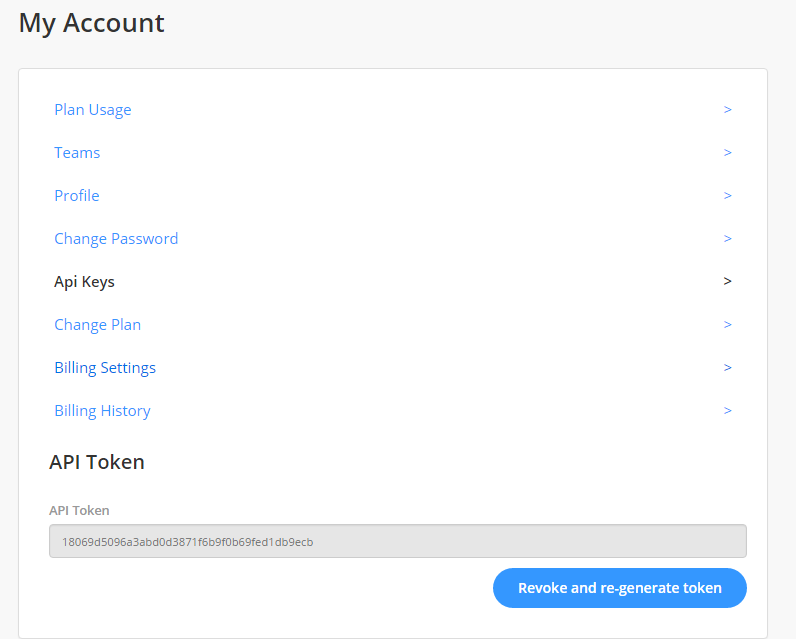 My Account
Plan Usage >
Teams >
Profile >
Change Password >
Api Keys >
Change Plan >
Billing Settings >
Billing History >
API Token
API Token
18069d5096a3abd0d3871f6b9f0b69fed1db9ecb
Revoke and re-generate token